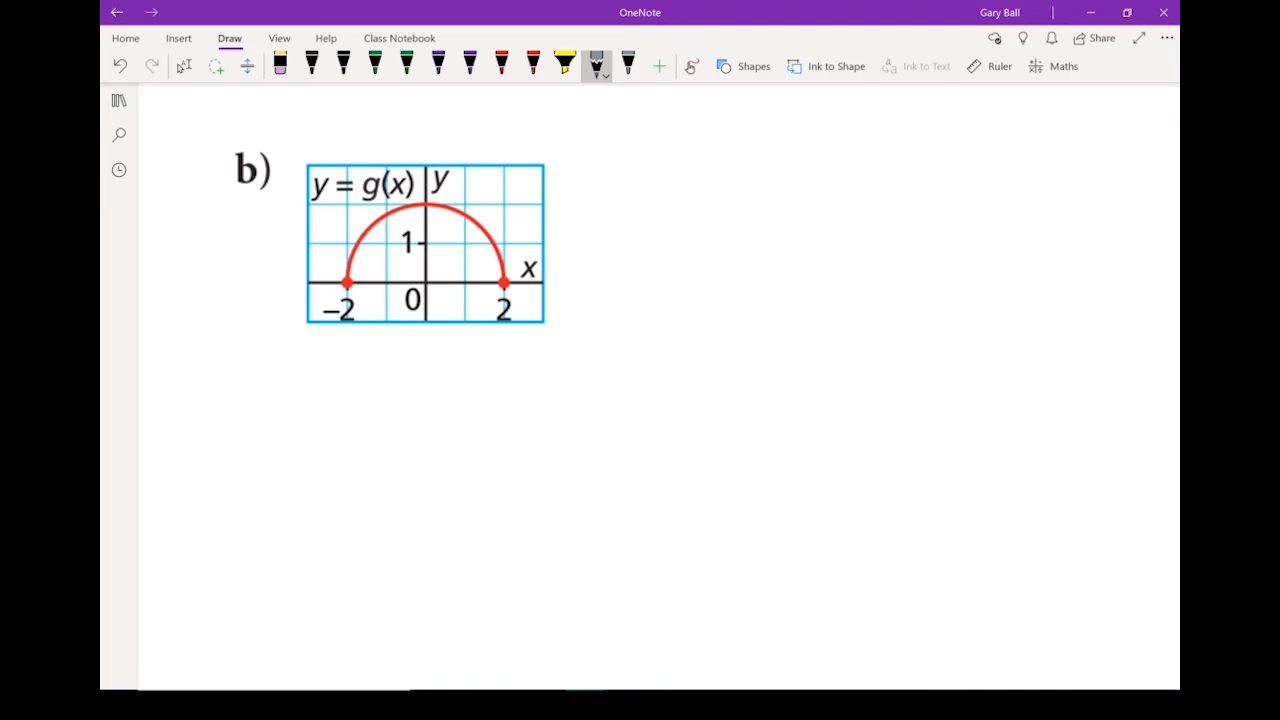 OneNote
Gary Ball
Home Insert Draw View Help Class Notebook
Share
Shapes Ink to Shape Ink to Text Ruler Maths
b)
y = g(x) y
1
x
–2 0 2